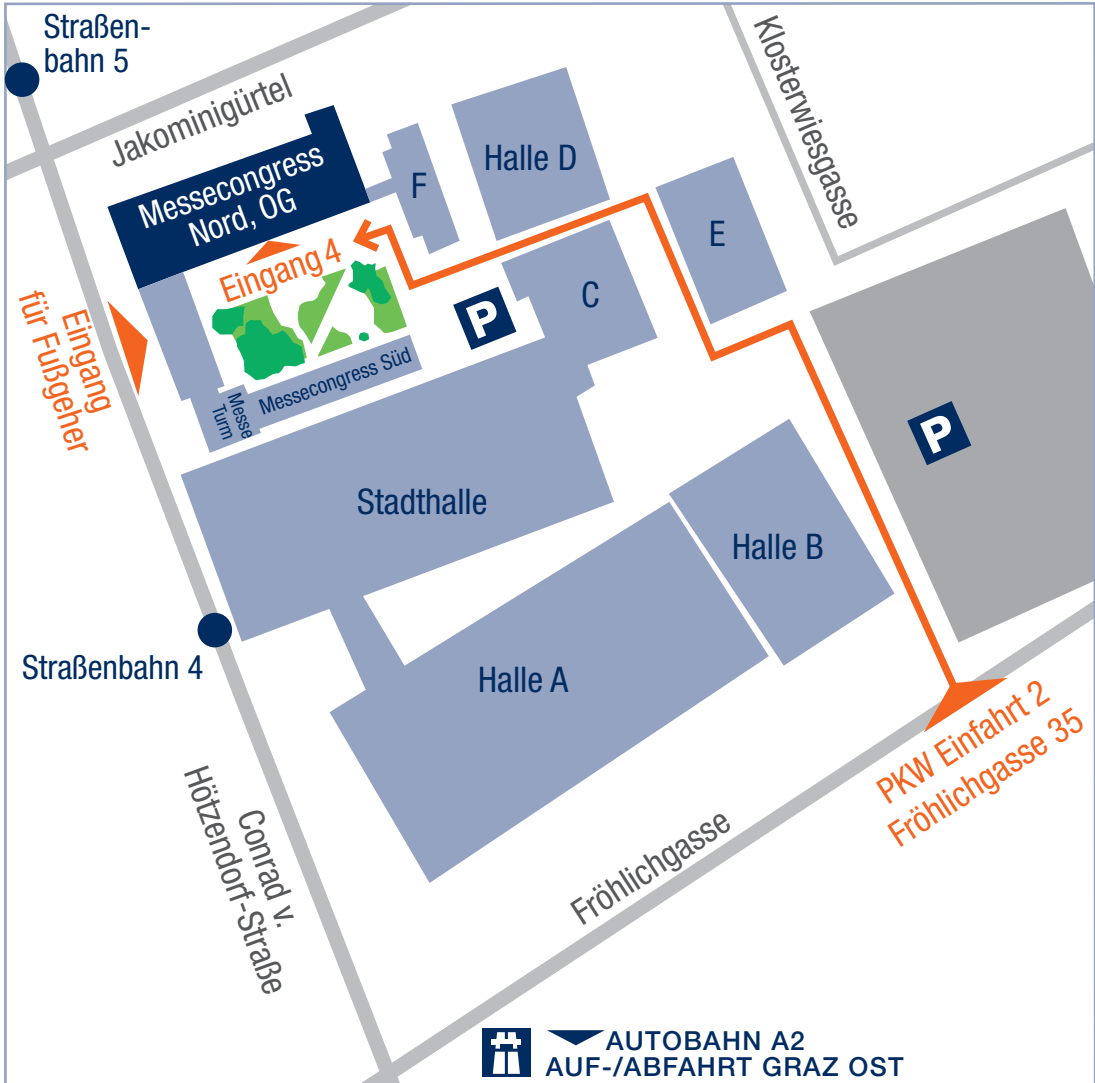 Straßen-
bahn 5
Jakominigürtel
Klosterwiesgasse
Messecongress
Nord, OG
F
Halle D
E
Eingang 4
C
P
Eingang
für Fußgeher
Messe
Turm
Messecongress Süd
P
Stadthalle
Halle B
Straßenbahn 4
Halle A
PKW Einfahrt 2
Fröhlichgasse 35
Conrad v.
Hötzendorf-Straße
Fröhlichgasse
AUTOBAHN A2
AUF-/ABFAHRT GRAZ OST